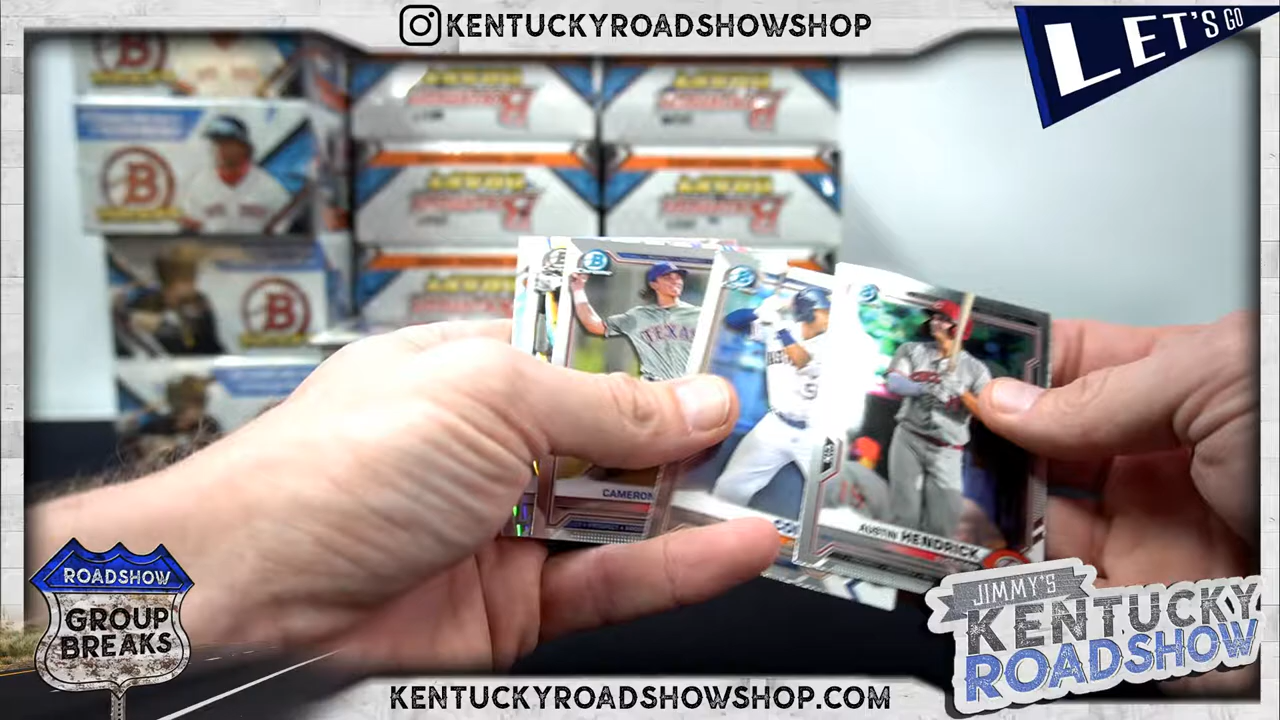 KENTUCKYROADSHOWSHOP
LET'S GO
B
B
TEXAS
CAMERON
AUSTIN HENDRICK
ROADSHOW
GROUP
BREAKS
JIMMY'S
KENTUCKY
ROADSHOW
KENTUCKYROADSHOWSHOP.COM